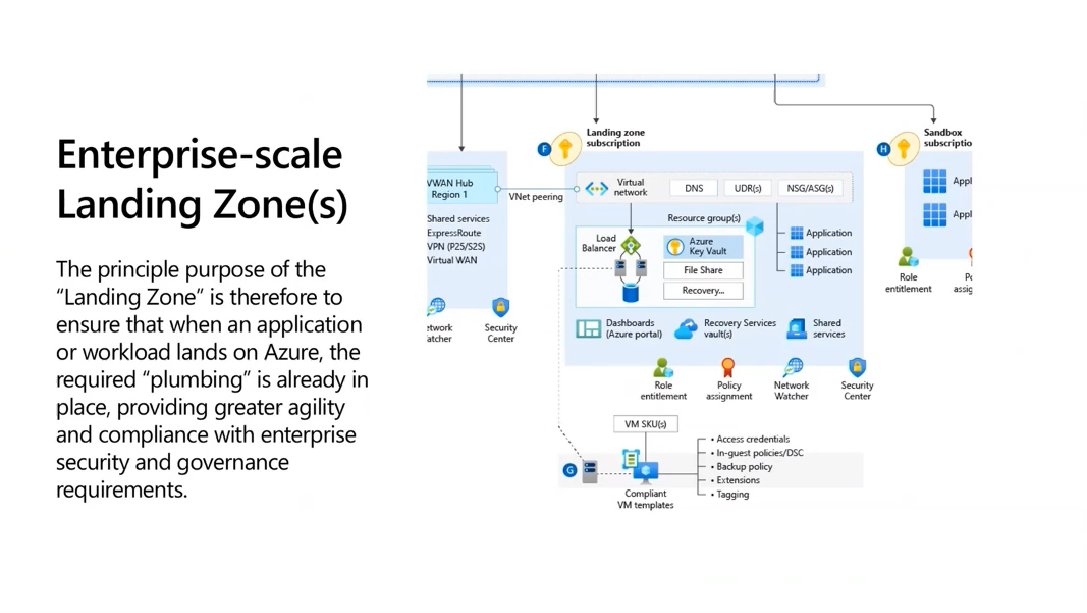 Enterprise-scale
Landing Zone(s)
The principle purpose of the
“Landing Zone” is therefore to
ensure that when an application
or workload lands on Azure, the
required “plumbing” is already in
place, providing greater agility
and compliance with enterprise
security and governance
requirements.
VWAN Hub
Region 1
Shared services
ExpressRoute
VPN (P2S/S2S)
Virtual WAN
etwork
atcher
Security
Center
VNet peering
F
Landing zone
subscription
Virtual
network
DNS
UDR(s)
NSG/ASG(s)
Resource group(s)
Load
Balancer
Azure
Key Vault
File Share
Recovery...
Application
Application
Application
Dashboards
(Azure portal)
Recovery Services
vault(s)
Shared
services
Role
entitlement
Policy
assignment
Network
Watcher
Security
Center
H
Sandbox
subscriptio
Appl
Appl
Role
entitlement
Po
assig
VM SKU(s)
G
Compliant
VM templates
• Access credentials
• In-guest policies/DSC
• Backup policy
• Extensions
• Tagging